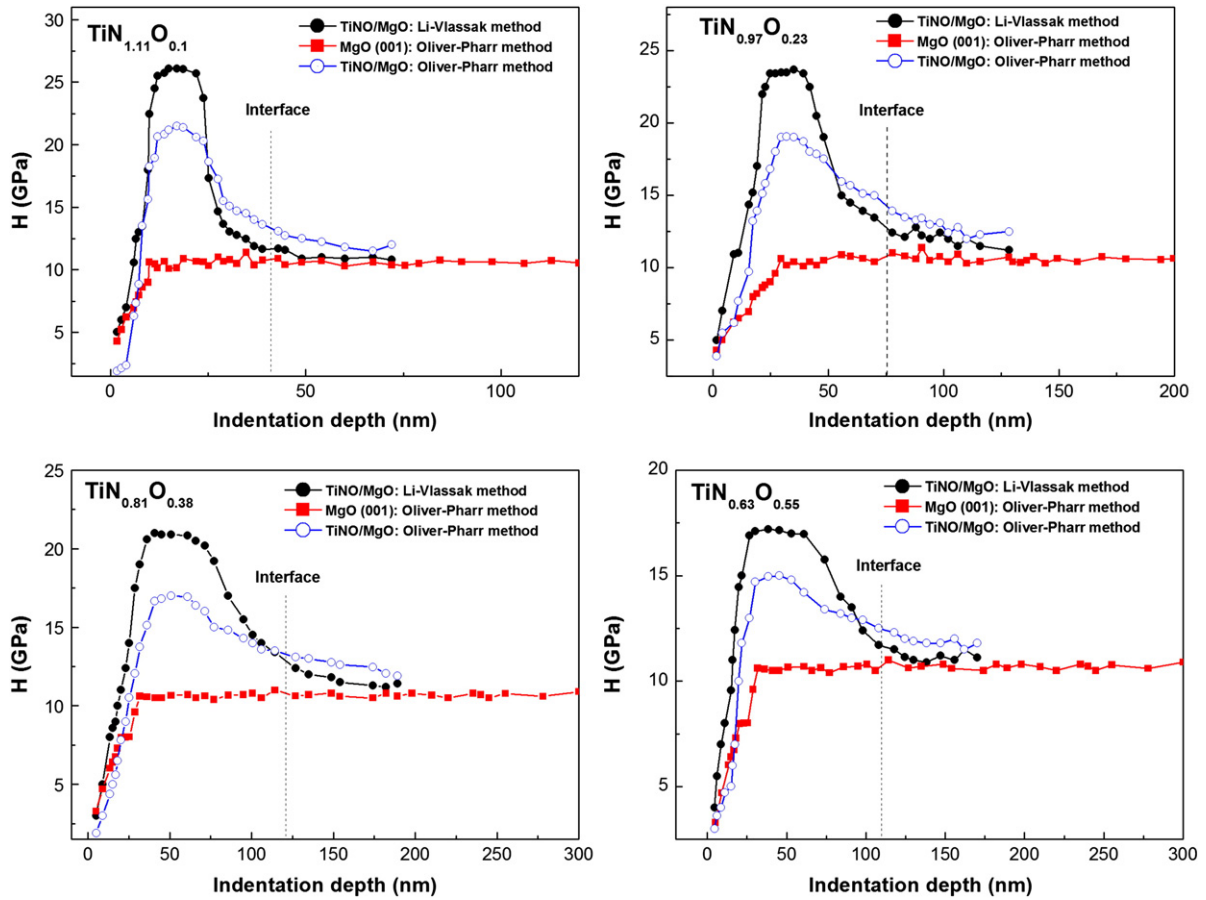 TiN1.11O0.1
TiNO/MgO: Li-Vlassak method
MgO (001): Oliver-Pharr method
TiNO/MgO: Oliver-Pharr method
Interface
H (GPa)
30
25
20
15
10
5
0 50 100
Indentation depth (nm)
TiN0.97O0.23
TiNO/MgO: Li-Vlassak method
MgO (001): Oliver-Pharr method
TiNO/MgO: Oliver-Pharr method
Interface
H (GPa)
25
20
15
10
5
0 50 100 150 200
Indentation depth (nm)
TiN0.81O0.38
TiNO/MgO: Li-Vlassak method
MgO (001): Oliver-Pharr method
TiNO/MgO: Oliver-Pharr method
Interface
H (GPa)
25
20
15
10
5
0 50 100 150 200 250 300
Indentation depth (nm)
TiN0.63O0.55
TiNO/MgO: Li-Vlassak method
MgO (001): Oliver-Pharr method
TiNO/MgO: Oliver-Pharr method
Interface
H (GPa)
20
15
10
5
0 50 100 150 200 250 300
Indentation depth (nm)